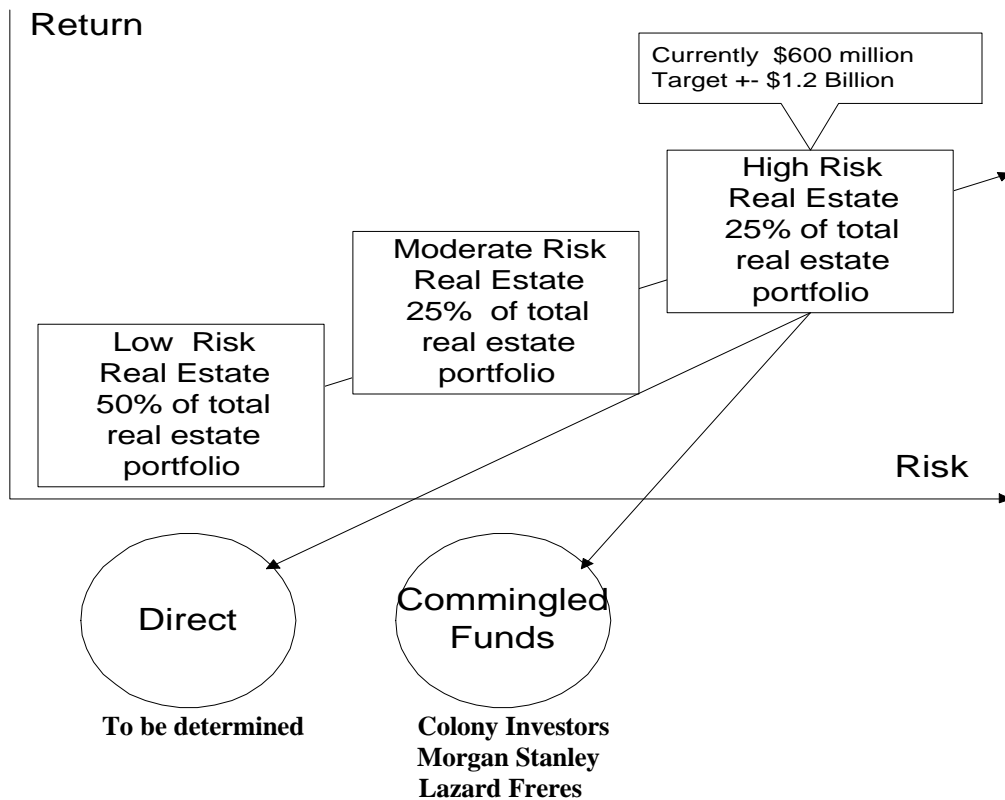 Return
Currently $600 million
Target +- $1.2 Billion
High Risk
Real Estate
25% of total
real estate
portfolio
Moderate Risk
Real Estate
25% of total
real estate
portfolio
Low Risk
Real Estate
50% of total
real estate
portfolio
Risk
Direct
Commingled
Funds
To be determined
Colony Investors
Morgan Stanley
Lazard Freres